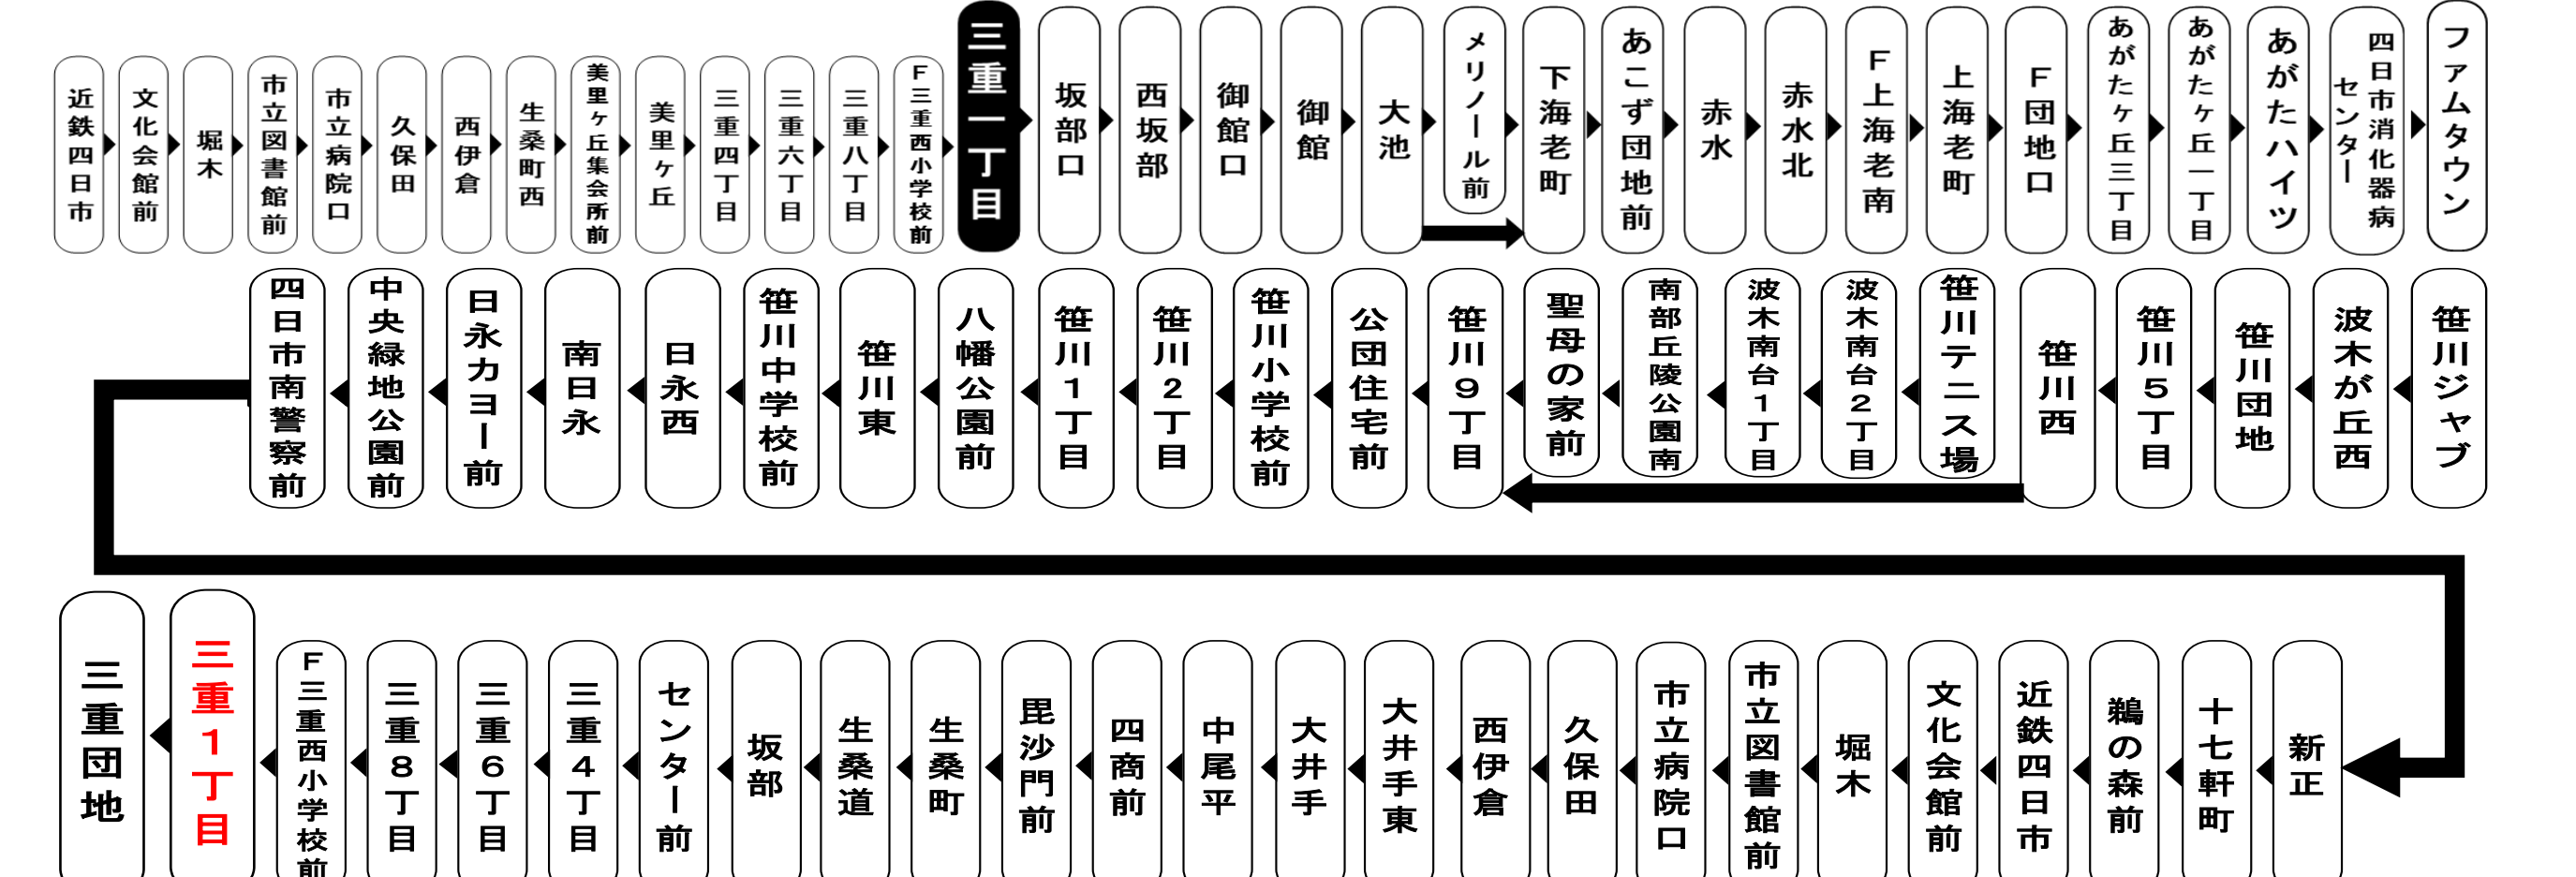 近鉄四日市
文化会館前
堀木
市立図書館前
市立病院口
久保田
西伊倉
生桑町西
美里ヶ丘集会所前
美里ヶ丘
三重四丁目
三重六丁目
三重八丁目
F三重西小学校前
三重一丁目
坂部口
西坂部
御館口
御館
大池
メリノール前
下海老町
あこず団地前
赤水
赤水北
F上海老南
上海老町
F団地口
あがたヶ丘三丁目
あがたヶ丘一丁目
あがたハイツ
四日市消化器病
センター
ファムタウン
笹川ジャブ
波木が丘西
笹川団地
笹川5丁目
笹川西
笹川テニス場
波木南台2丁目
波木南台1丁目
南部丘陵公園南
聖母の家前
笹川9丁目
公団住宅前
笹川小学校前
笹川2丁目
笹川1丁目
八幡公園前
笹川東
笹川中学校前
日永西
南日永
日永カヨー前
中央緑地公園前
四日市南警察前
新正
十七軒町
鵜の森前
近鉄四日市
文化会館前
堀木
市立図書館前
市立病院口
久保田
西伊倉
大井手東
大井手
中尾平
四商前
毘沙門前
生桑町
生桑道
坂部
センター前
三重4丁目
三重6丁目
三重8丁目
F三重西小学校前
三重1丁目
三重団地